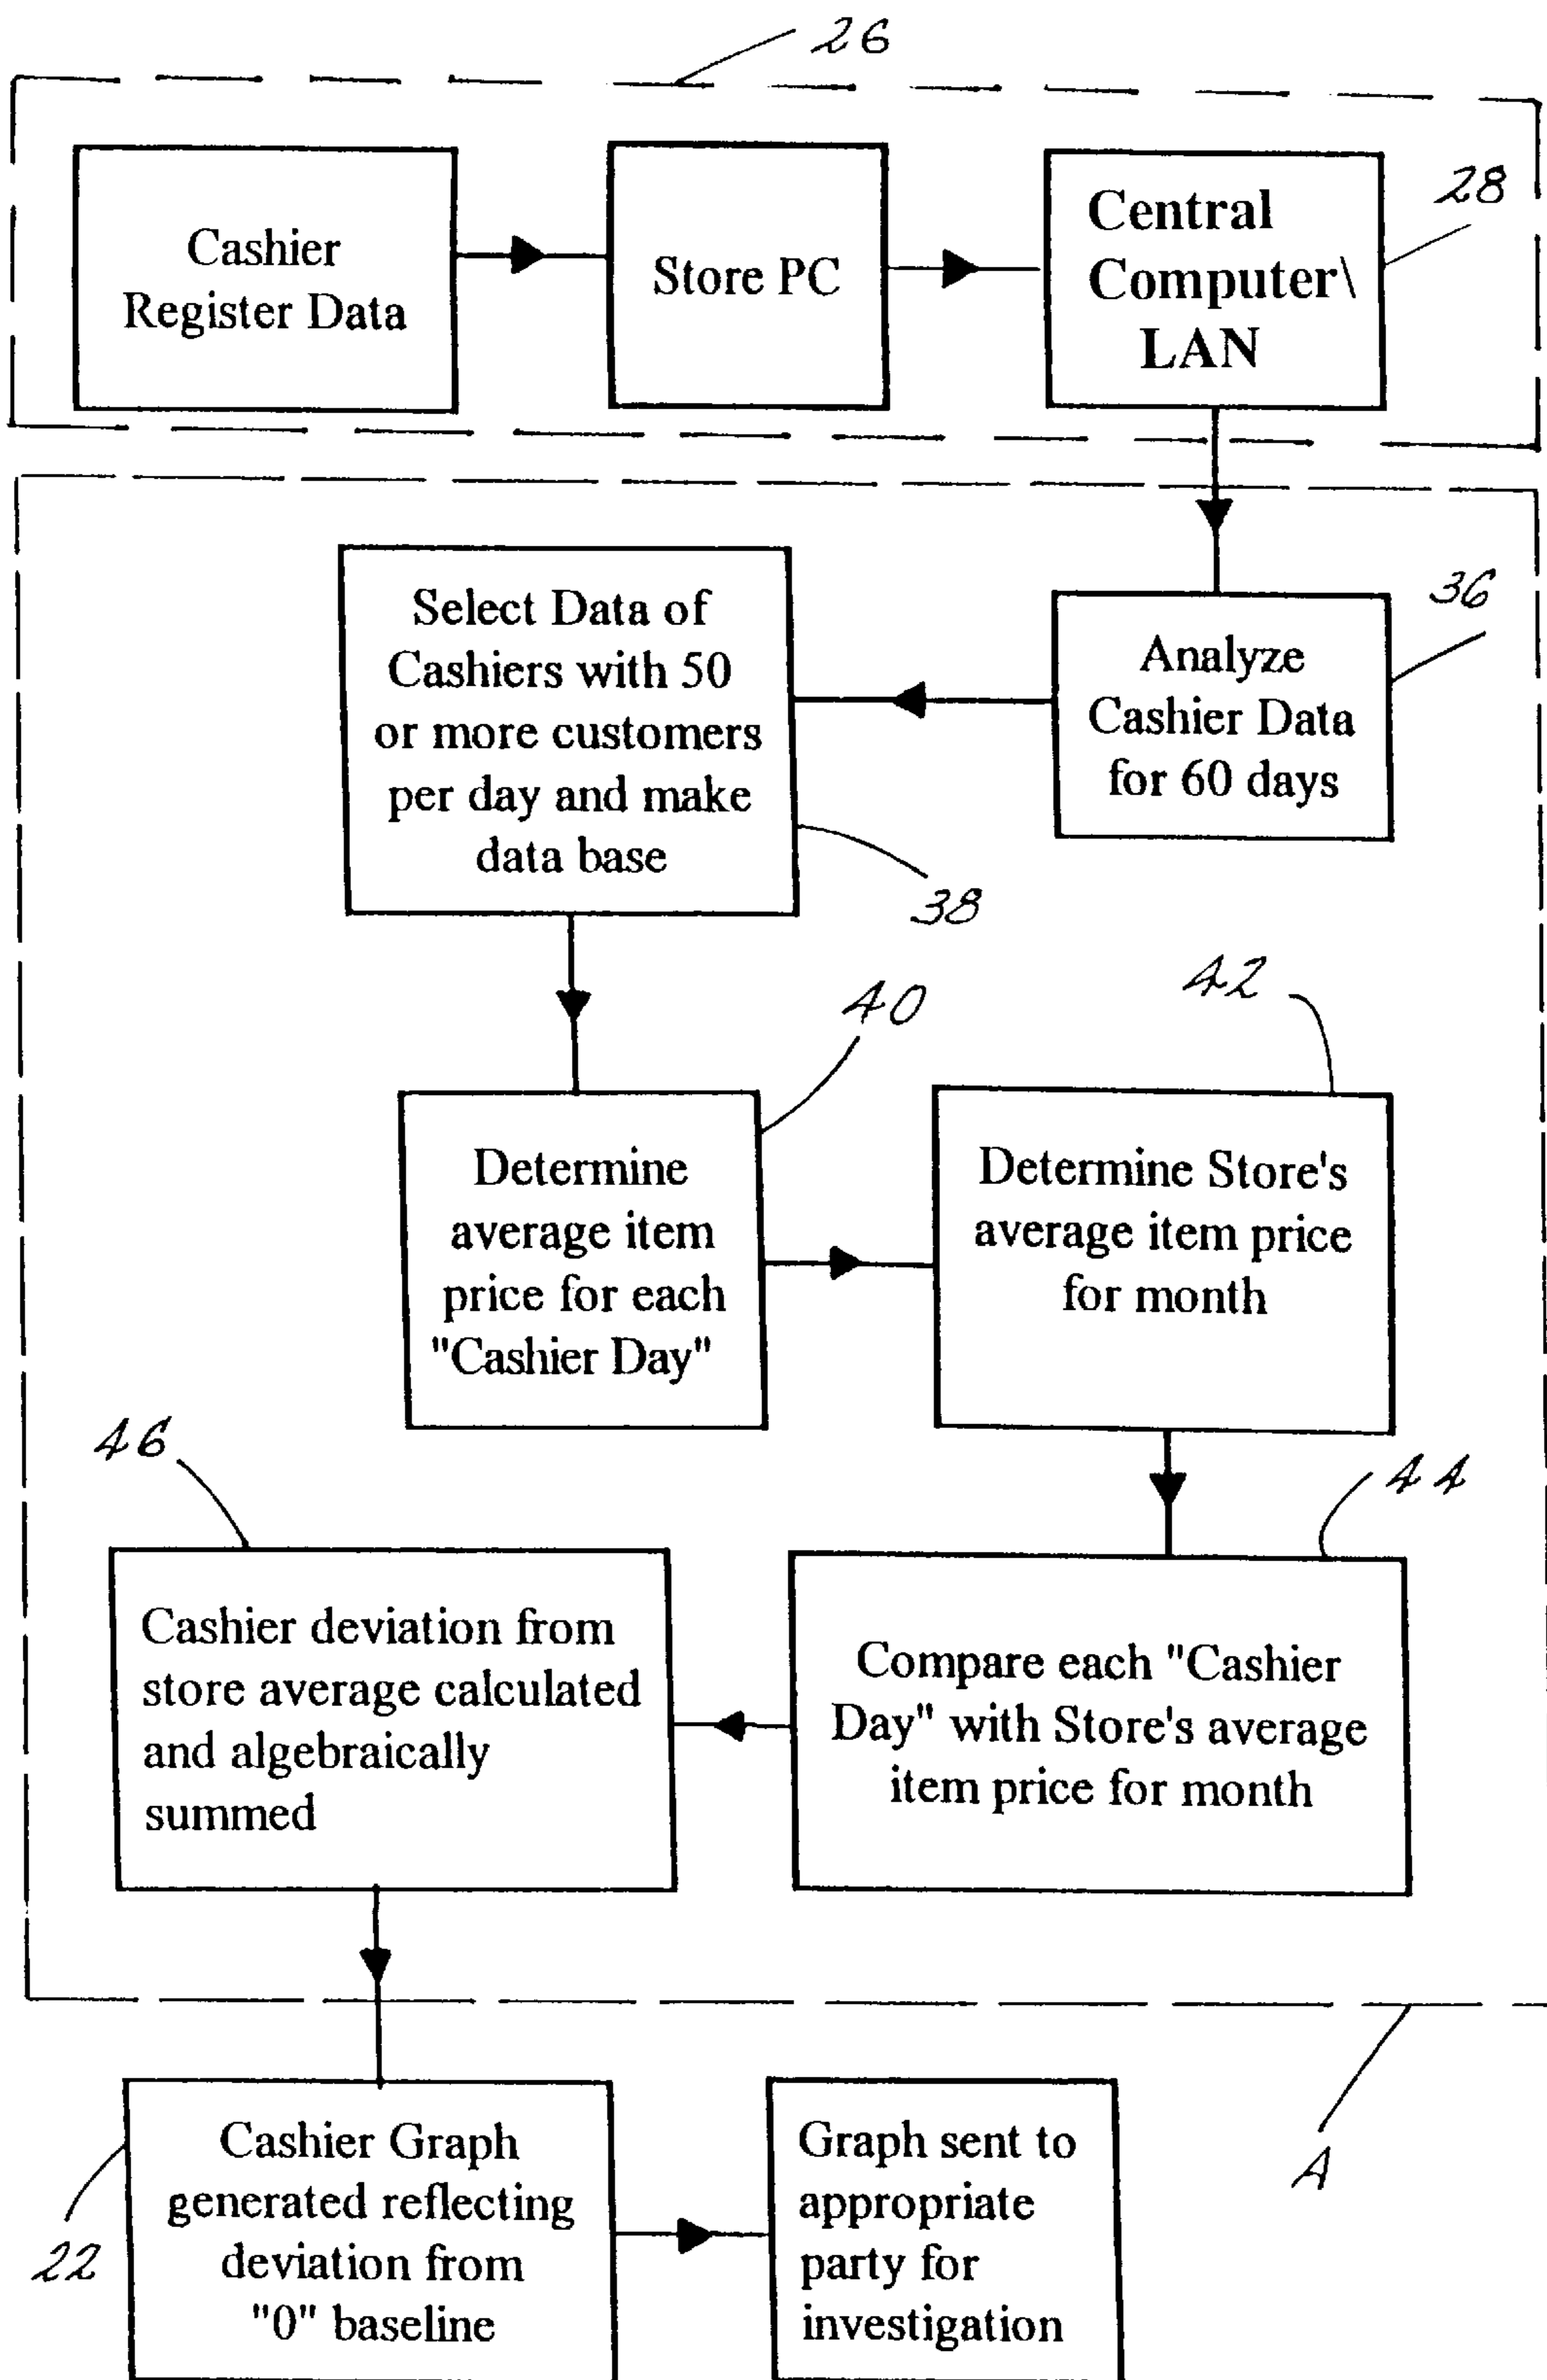 26
Cashier
Register Data
Store PC
Central
Computer\
LAN
28
Analyze
Cashier Data
for 60 days
36
Select Data of
Cashiers with 50
or more customers
per day and make
data base
38
Determine
average item
price for each
"Cashier Day"
40
Determine Store's
average item price
for month
42
Compare each "Cashier
Day" with Store's average
item price for month
44
Cashier deviation from
store average calculated
and algebraically
summed
46
A
Cashier Graph
generated reflecting
deviation from
"0" baseline
22
Graph sent to
appropriate
party for
investigation